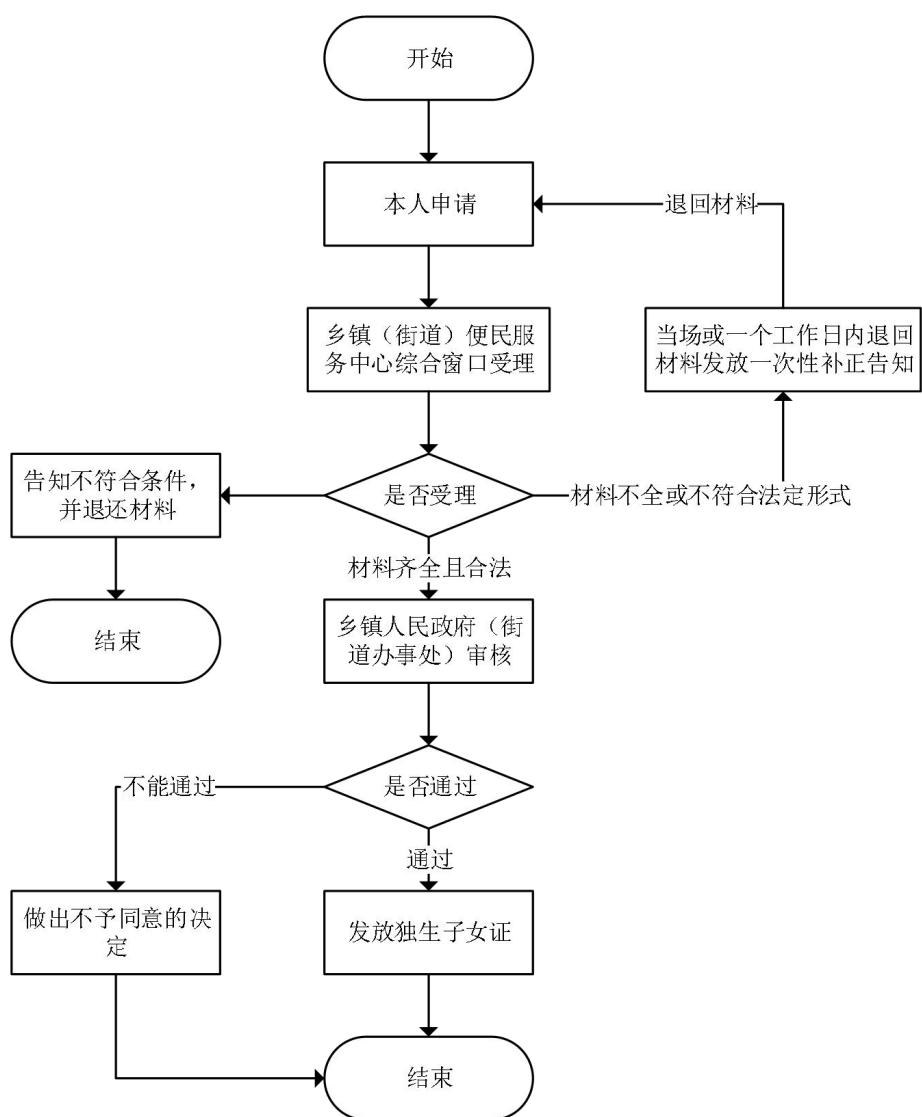 开始
本人申请
退回材料
乡镇（街道）便民服
务中心综合窗口受理
当场或一个工作日内退回
材料发放一次性补正告知
告知不符合条件，
并退还材料
是否受理
材料不全或不符合法定形式
材料齐全且合法
结束
乡镇人民政府（街
道办事处）审核
不能通过
是否通过
通过
做出不予同意的决
定
发放独生子女证
结束